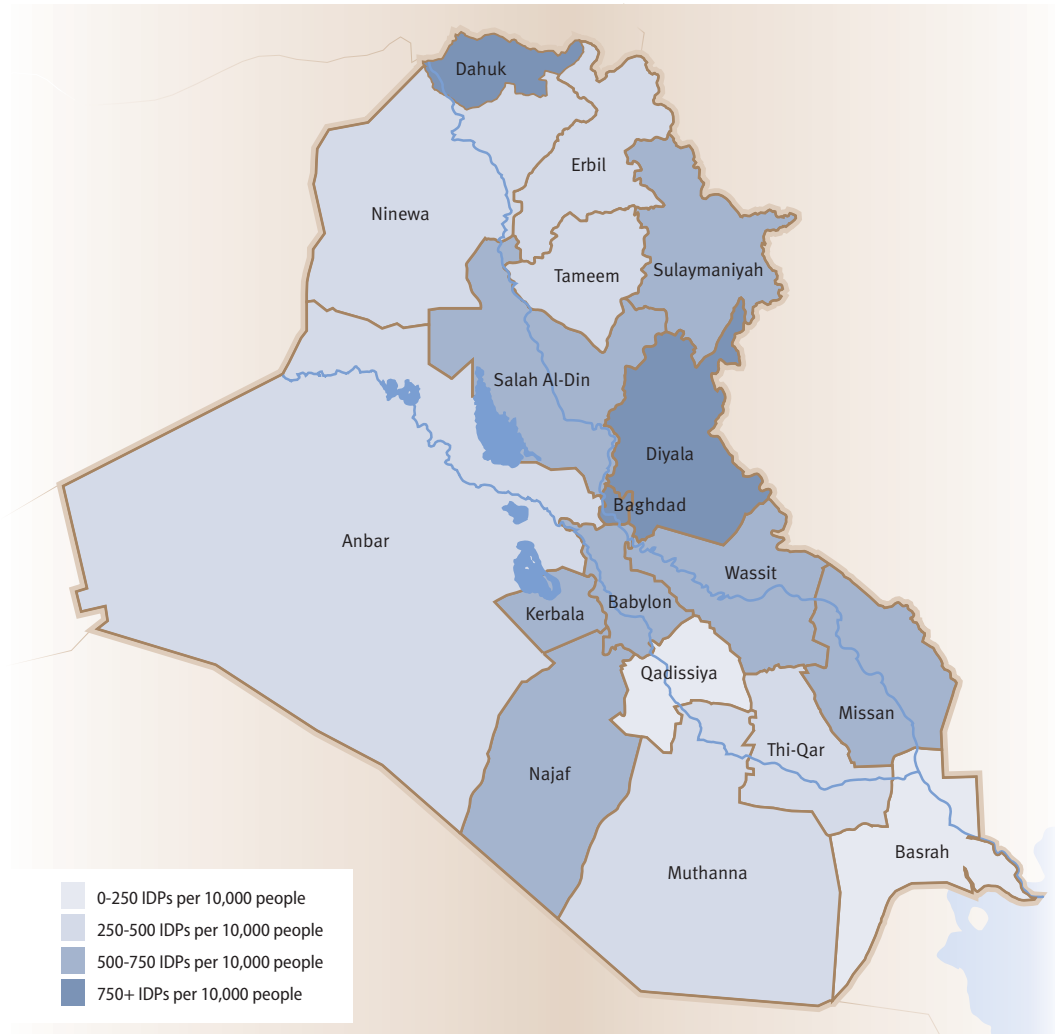 Dahuk
Erbil
Ninewa
Tameem
Sulaymaniyah
Salah Al-Din
Diyala
Baghdad
Anbar
Wassit
Babylon
Kerbala
Qadissiya
Missan
Thi-Qar
Najaf
Basrah
Muthanna
0-250 IDPs per 10,000 people
250-500 IDPs per 10,000 people
500-750 IDPs per 10,000 people
750+ IDPs per 10,000 people